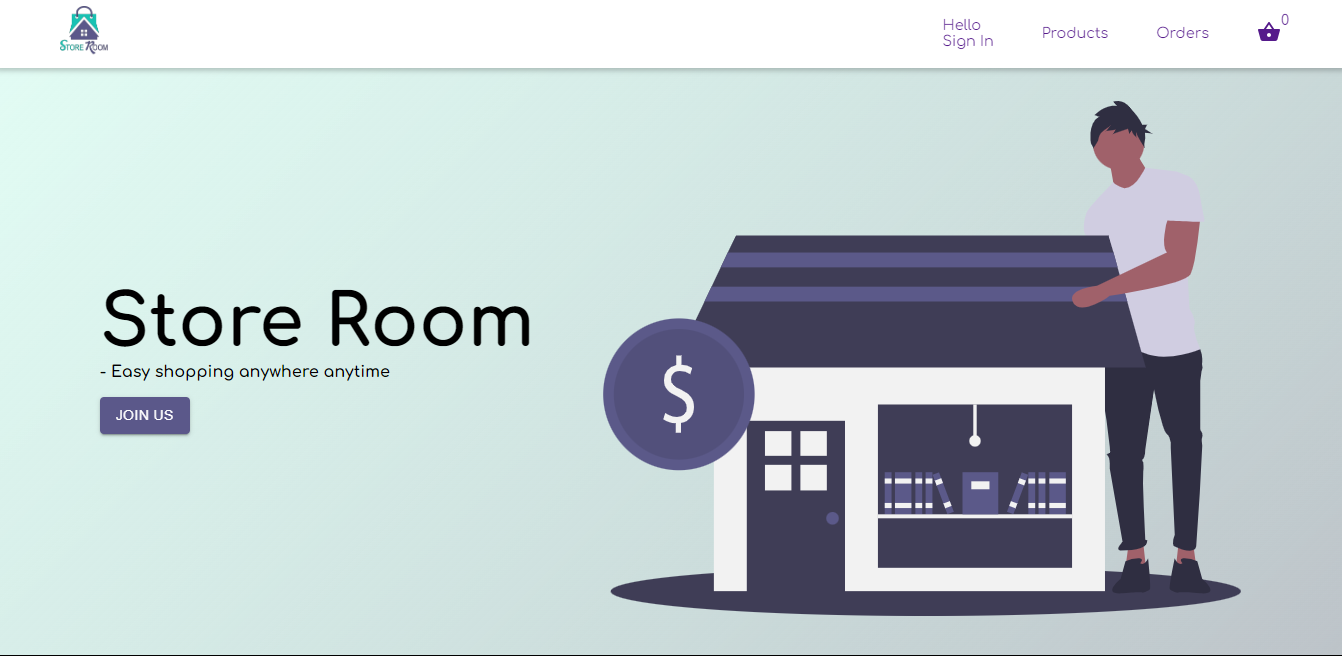 Store Room
Hello
Sign In
Products
Orders
0
Store Room
- Easy shopping anywhere anytime
JOIN US
$